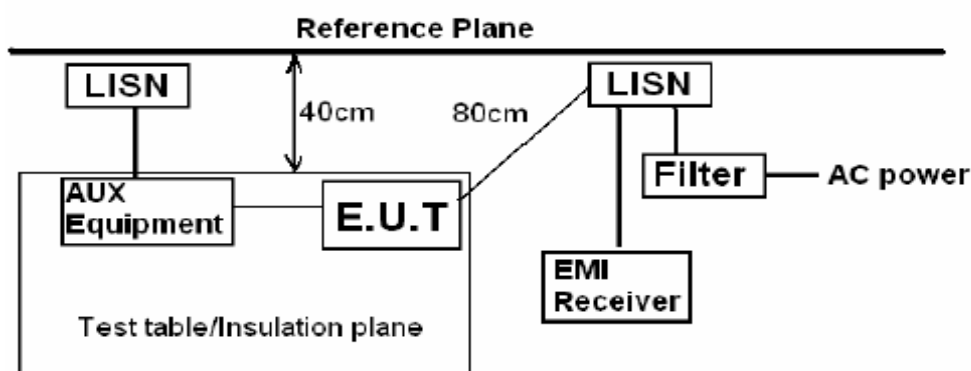 Reference Plane
LISN
40cm
80cm
LISN
Filter
AC power
AUX
Equipment
E.U.T
EMI
Receiver
Test table/Insulation plane